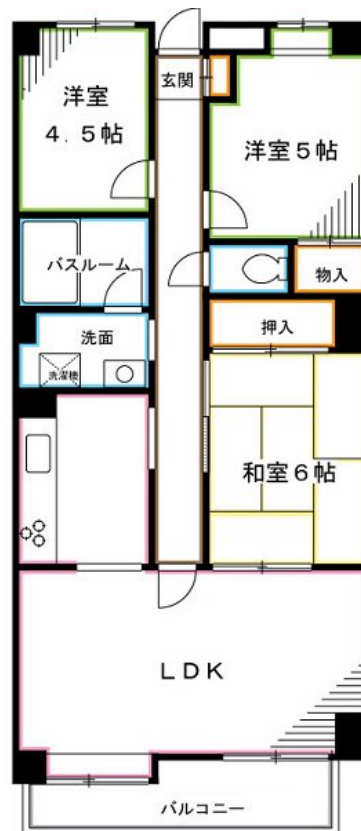 玄関
洋室
4.5帖
洋室5帖
バスルーム
物入
洗面
押入
洗濯機
和室6帖
LDK
バルコニー